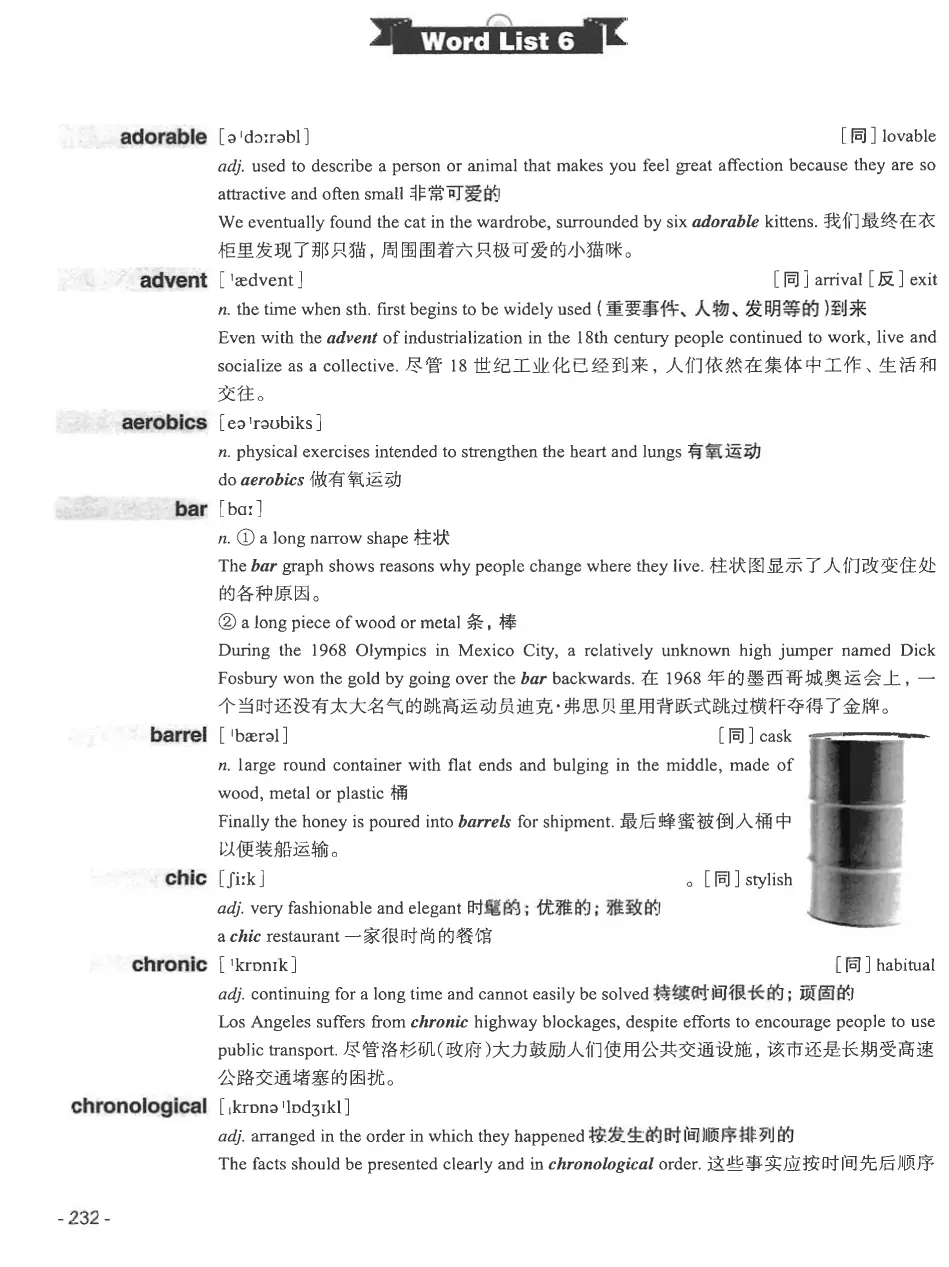 Word List 6
adorable [əˈdɔːrəbl] [同] lovable
adj. used to describe a person or animal that makes you feel great affection because they are so
attractive and often small 非常可爱的
We eventually found the cat in the wardrobe, surrounded by six adorable kittens. 我们最终在衣
柜里发现了那只猫，周围围着六只极可爱的小猫咪。
advent [ˈædvent] [同] arrival [反] exit
n. the time when sth. first begins to be widely used (重要事件、人物、发明等的)到来
Even with the advent of industrialization in the 18th century people continued to work, live and
socialize as a collective. 尽管 18 世纪工业化已经到来，人们依然在集体中工作、生活和
交往。
aerobics [eəˈrəʊbiks]
n. physical exercises intended to strengthen the heart and lungs 有氧运动
do aerobics 做有氧运动
bar [bɑː]
n. ① a long narrow shape 柱状
The bar graph shows reasons why people change where they live. 柱状图显示了人们改变住处
的各种原因。
② a long piece of wood or metal 条，棒
During the 1968 Olympics in Mexico City, a relatively unknown high jumper named Dick
Fosbury won the gold by going over the bar backwards. 在 1968 年的墨西哥城奥运会上，一
个当时还没有太大名气的跳高运动员迪克·弗思贝里用背跃式跳过横杆夺得了金牌。
barrel [ˈbærəl] [同] cask
n. large round container with flat ends and bulging in the middle, made of
wood, metal or plastic 桶
Finally the honey is poured into barrels for shipment. 最后蜂蜜被倒入桶中
以便装船运输。
chic [ʃiːk] 。[同] stylish
adj. very fashionable and elegant 时髦的；优雅的；雅致的
a chic restaurant 一家很时尚的餐馆
chronic [ˈkrɒnɪk] [同] habitual
adj. continuing for a long time and cannot easily be solved 持续时间很长的；顽固的
Los Angeles suffers from chronic highway blockages, despite efforts to encourage people to use
public transport. 尽管洛杉矶(政府)大力鼓励人们使用公共交通设施，该市还是长期受高速
公路交通堵塞的困扰。
chronological [ˌkrɒnəˈlɒdʒɪkl]
adj. arranged in the order in which they happened 按发生的时间顺序排列的
The facts should be presented clearly and in chronological order. 这些事实应按时间先后顺序
- 232 -